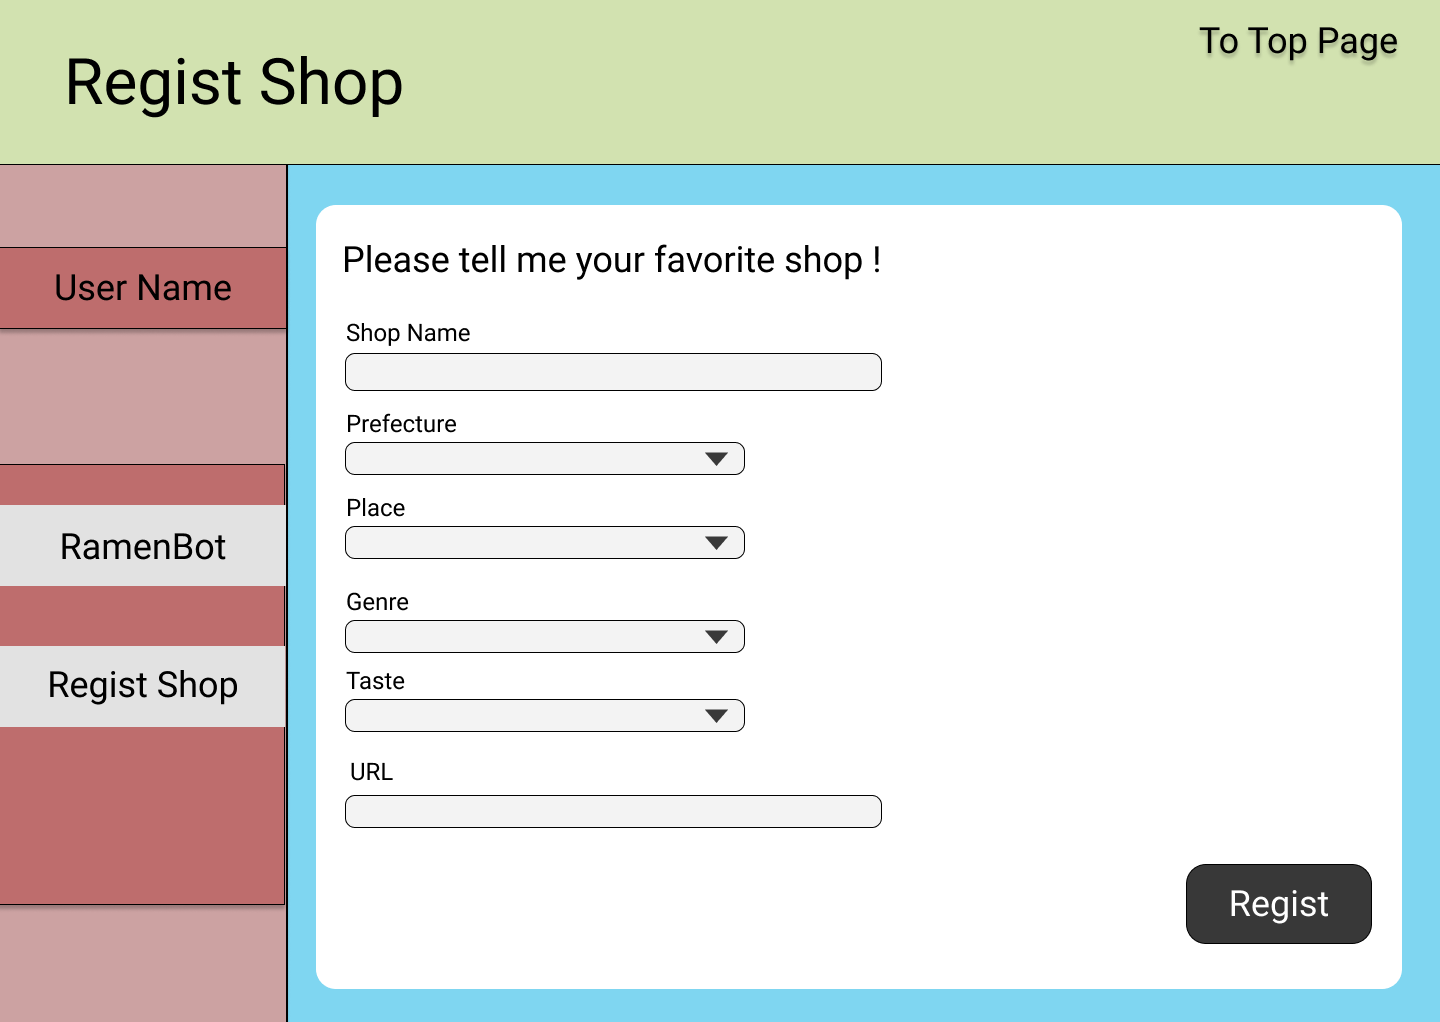 Regist Shop
To Top Page
User Name
RamenBot
Regist Shop
Please tell me your favorite shop !
Shop Name
Prefecture
Place
Genre
Taste
URL
Regist